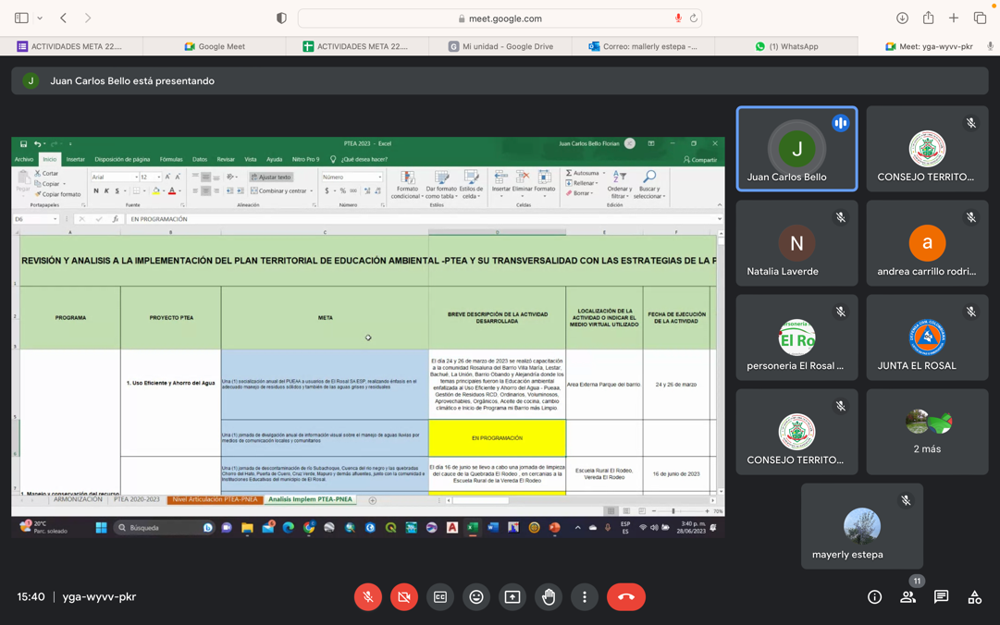 meet.google.com
ACTIVIDADES META 22....
Google Meet
ACTIVIDADES META 22....
Mi unidad - Google Drive
Correo: mallerly estepa -...
(1) WhatsApp
Meet: yga-wyvv-pkr
J
Juan Carlos Bello está presentando
PTEA 2023 - Excel
Juan Carlos Bello Florian
Archivo
Inicio
Insertar
Disposición de página
Fórmulas
Datos
Revisar
Vista
Ayuda
Nitro Pro 9
¿Qué desea hacer?
Compartir
Pegar
Cortar
Copiar
Copiar formato
Portapapeles
Arial
12
N K S
Fuente
Ajustar texto
Combinar y centrar
Alineación
Número
Número
Formato condicional
Dar formato como tabla
Estilos de celda
Estilos
Insertar Eliminar Formato
Celdas
Autosuma
Rellenar
Borrar
Ordenar y filtrar
Buscar y seleccionar
Edición
D6
EN PROGRAMACIÓN
A B C D E F
REVISIÓN Y ANALISIS A LA IMPLEMENTACIÓN DEL PLAN TERRITORIAL DE EDUCACIÓN AMBIENTAL -PTEA Y SU TRANSVERSALIDAD CON LAS ESTRATEGIAS DE LA P
PROGRAMA
PROYECTO PTEA
META
BREVE DESCRIPCIÓN DE LA ACTIVIDAD DESARROLLADA
LOCALIZACIÓN DE LA ACTIVIDAD O INDICAR EL MEDIO VIRTUAL UTILIZADO
FECHA DE EJECUCIÓN DE LA ACTIVIDAD
1. Uso Eficiente y Ahorro del Agua
Una (1) socialización anual del PUEAA a usuarios de El Rosal SA ESP, realizando énfasis en el
adecuado manejo de residuos sólidos y también de las aguas grises y residuales
El día 24 y 26 de marzo de 2023 se realizó capacitación
a la comunidad Rosaluna del Barrio Villa María, Lestar,
Bachué, La Unión, Barrio Obando y Alejandría donde los
temas principales fueron la Educación ambiental
enfatizada al Uso Eficiente y Ahorro del Agua - Pueaa,
Gestión de Residuos RCD, Ordinarios, Voluminosos,
Aprovechables, Orgánicos, Aceite de cocina, cambio
climático e Inicio de Programa mi Barrio más Limpio
Area Externa Parque del barrio
24 y 26 de marzo
Una (1) jornada de divulgación anual de información visual sobre el manejo de aguas lluvias por
medios de comunicación locales y comunitarios
EN PROGRAMACIÓN
Una (1) jornada de descontaminación de río Subachoque, Cuenca del río negro y las quebradas
Chorro del Hato, Puerta de Cuero, Cruz Verde, Mapuro y demás afluentes, junto con la comunidad e
Instituciones Educativas del municipio de El Rosal.
El día 16 de junio se llevo a cabo una jornada de limpieza
del cauce de la Quebrada El Rodeo , en cercanías a la
Escuela Rural de la Vereda El Rodeo
Escuela Rural El Rodeo,
Vereda El Rodeo
16 de junio de 2023
1. Manejo y conservación del recurso
ARMONIZACIÓN
PTEA 2020-2023
Nivel Articulación PTEA-PNEA
Analisis Implem PTEA-PNEA
70%
20°C
Parc. soleado
Búsqueda
ESP
ES
3:40 p. m.
28/06/2023
J
Juan Carlos Bello
CONSEJO TERRITO...
N
Natalia Laverde
a
andrea carrillo rodri...
personería
El Ro
personeria El Rosal ...
JUNTA EL ROSAL
CONSEJO TERRITO...
2 más
mayerly estepa
15:40 | yga-wyvv-pkr
11